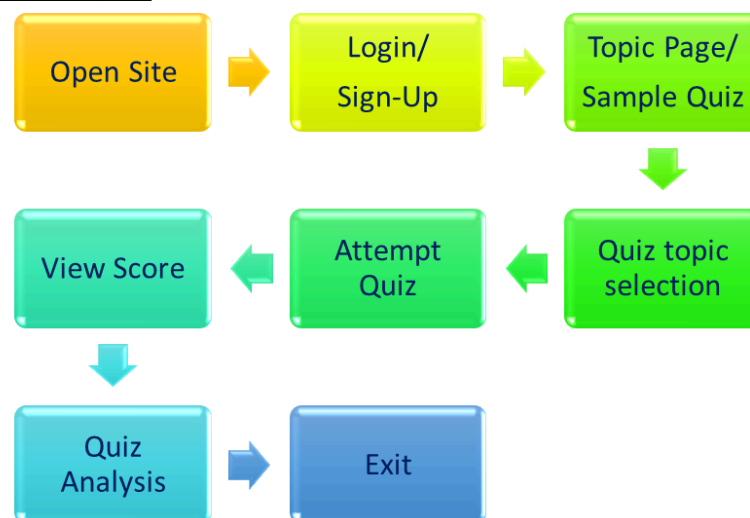 Open Site
Login/
Sign-Up
Topic Page/
Sample Quiz
Quiz topic
selection
Attempt
Quiz
View Score
Quiz
Analysis
Exit